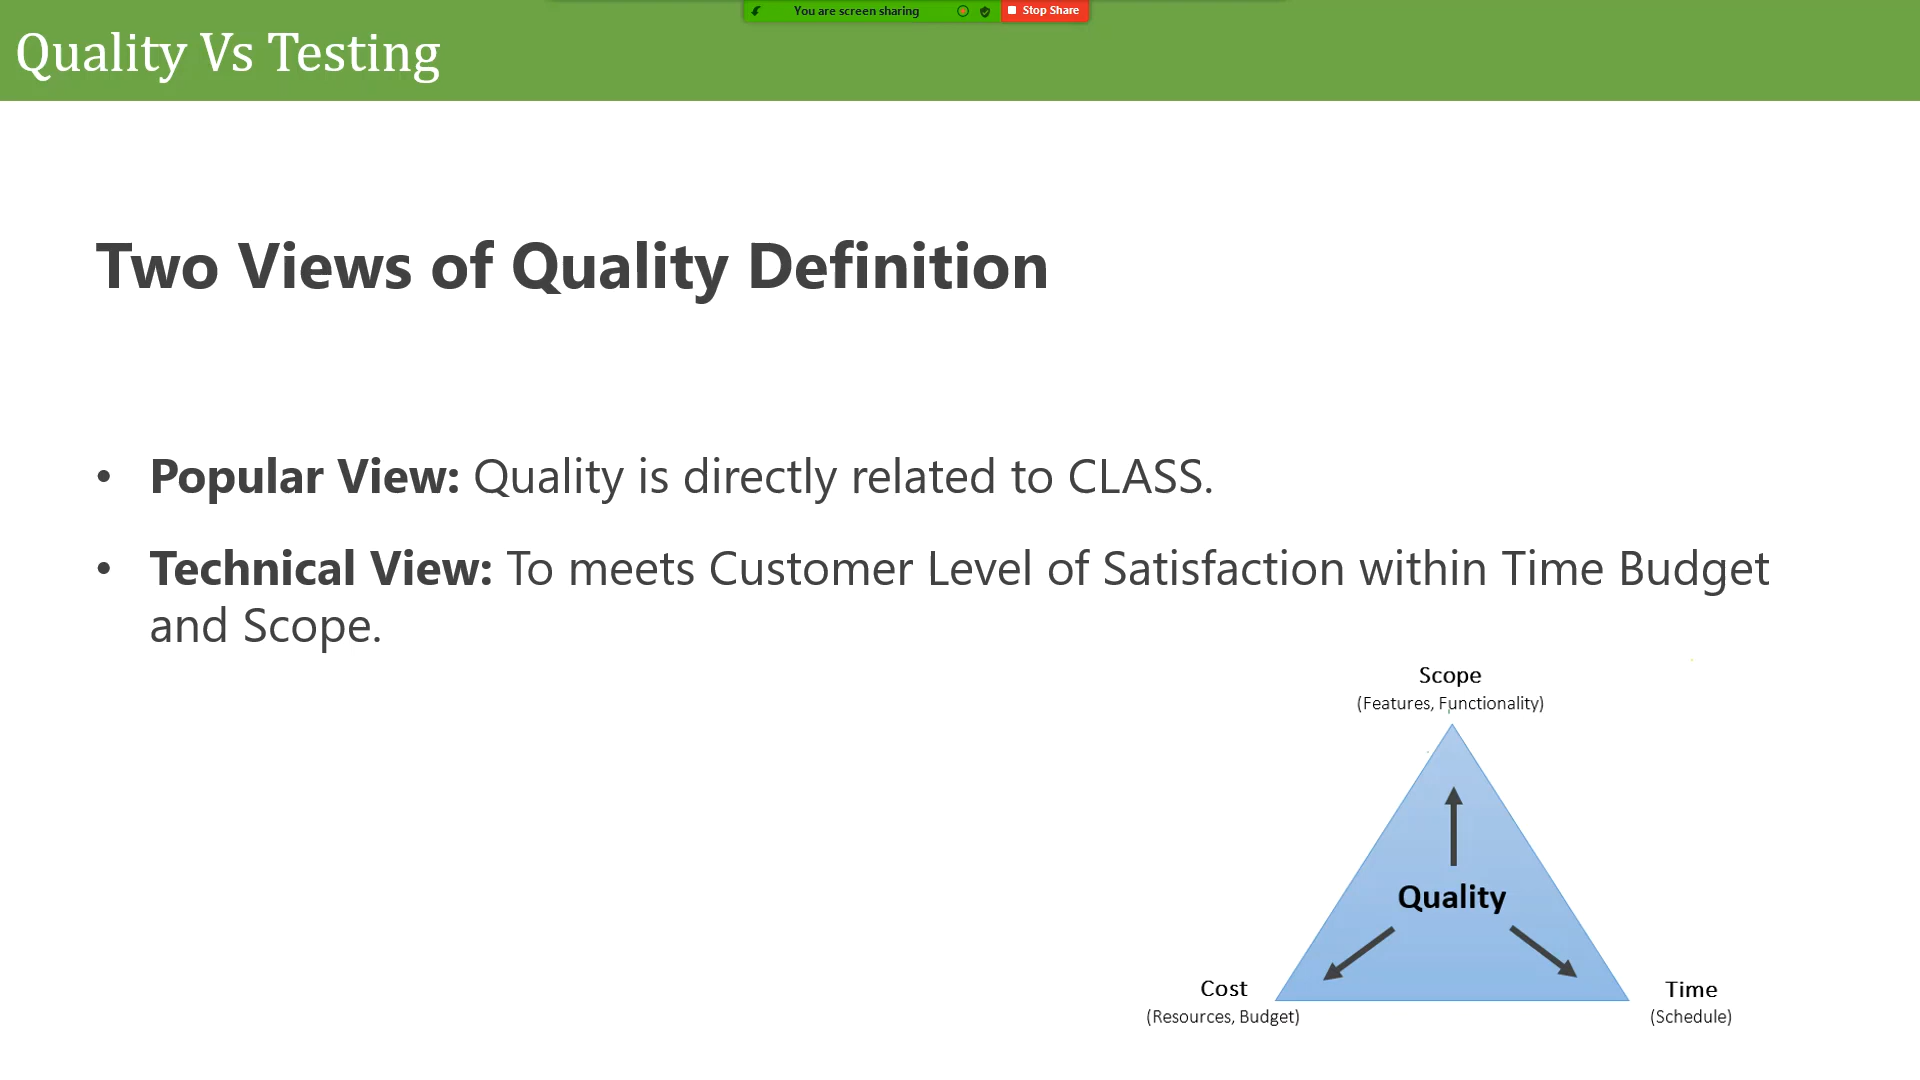 You are screen sharing
Stop Share
Quality Vs Testing
Two Views of Quality Definition
• Popular View: Quality is directly related to CLASS.
• Technical View: To meets Customer Level of Satisfaction within Time Budget
and Scope.
Scope
(Features, Functionality)
Quality
Cost
(Resources, Budget)
Time
(Schedule)